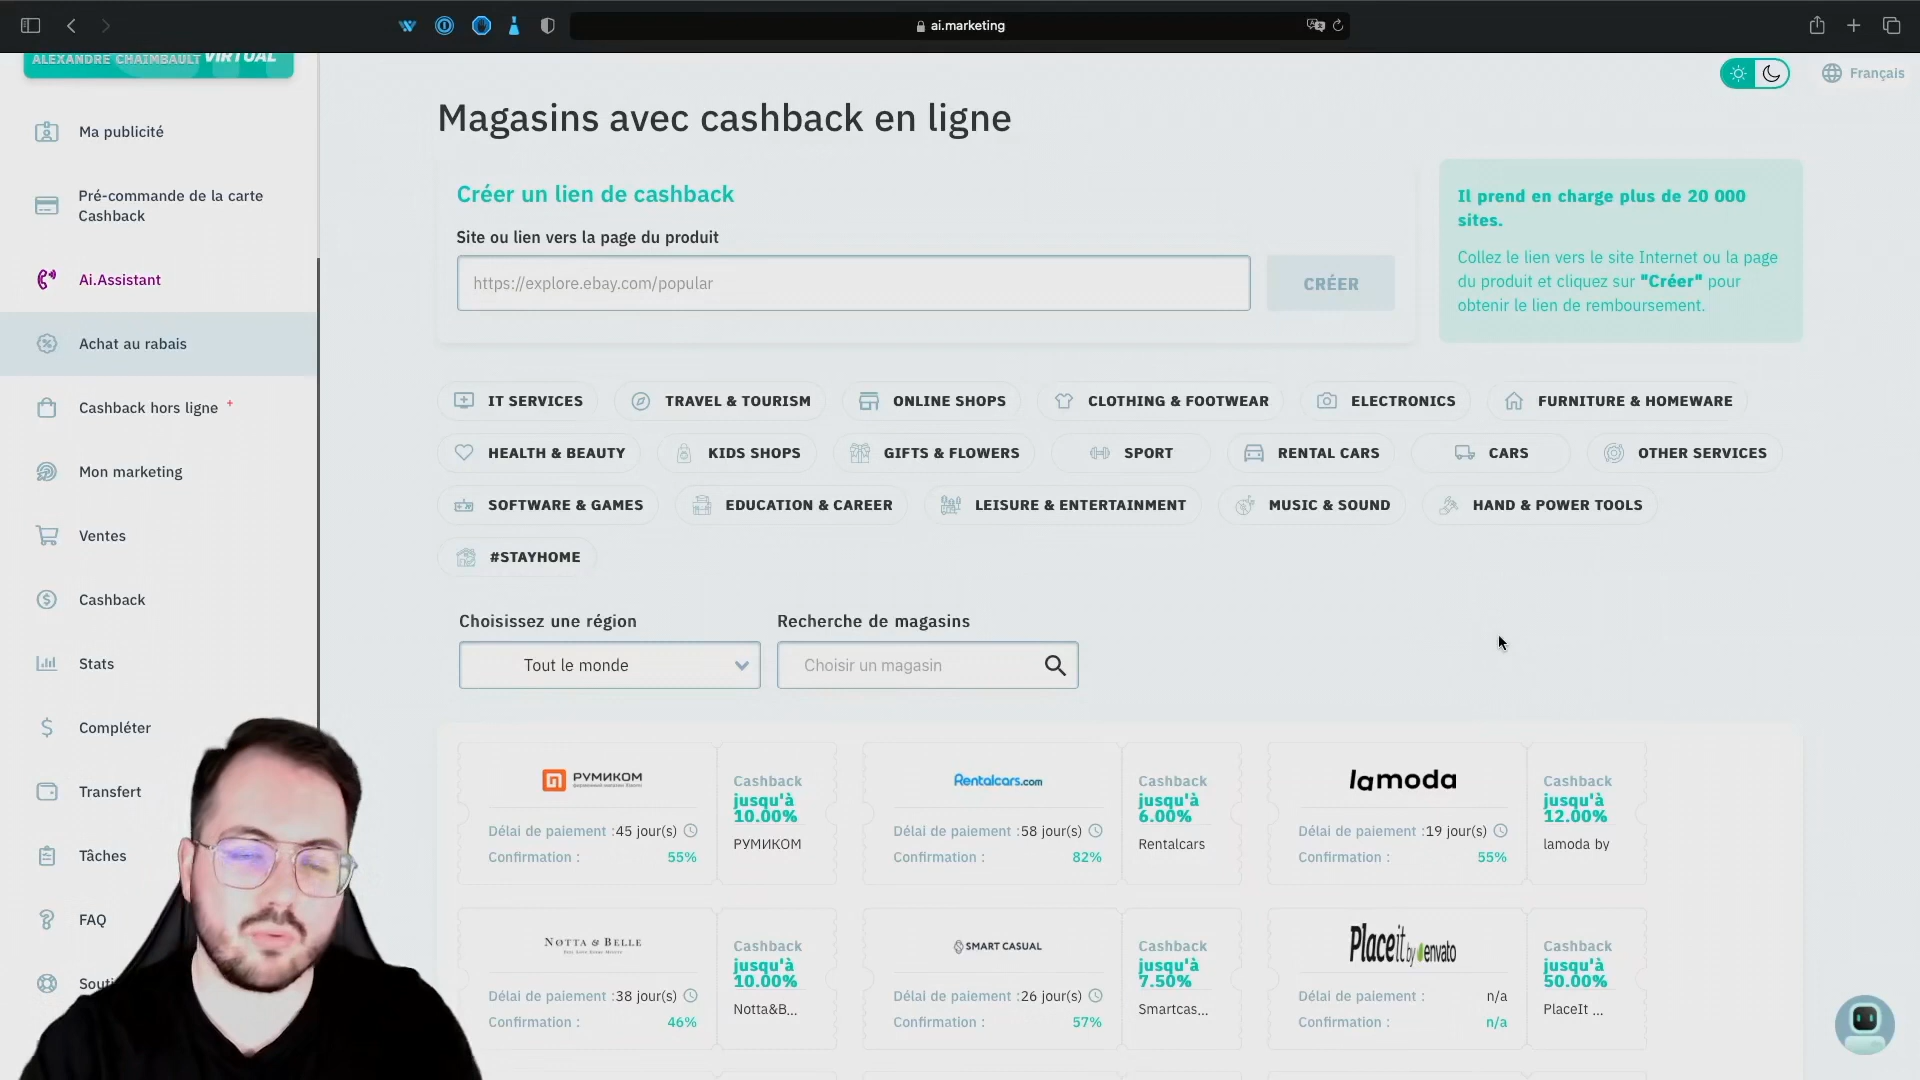 ai.marketing
ALEXANDRE CHAIMBAULT VIRTUAL
Français
Ma publicité
Pré-commande de la carte
Cashback
Ai.Assistant
Achat au rabais
Cashback hors ligne +
Mon marketing
Ventes
Cashback
Stats
Compléter
Transfert
Tâches
FAQ
Magasins avec cashback en ligne
Créer un lien de cashback
Site ou lien vers la page du produit
https://explore.ebay.com/popular
CRÉER
Il prend en charge plus de 20 000
sites.
Collez le lien vers le site Internet ou la page
du produit et cliquez sur "Créer" pour
obtenir le lien de remboursement.
IT SERVICES
TRAVEL & TOURISM
ONLINE SHOPS
CLOTHING & FOOTWEAR
ELECTRONICS
FURNITURE & HOMEWARE
HEALTH & BEAUTY
KIDS SHOPS
GIFTS & FLOWERS
SPORT
RENTAL CARS
CARS
OTHER SERVICES
SOFTWARE & GAMES
EDUCATION & CAREER
LEISURE & ENTERTAINMENT
MUSIC & SOUND
HAND & POWER TOOLS
#STAYHOME
Choisissez une région
Tout le monde
Recherche de magasins
Choisir un magasin
РУМИКОМ
Délai de paiement :45 jour(s)
Confirmation : 55%
Cashback
jusqu'à
10.00%
РУМИКОМ
Rentalcars.com
Délai de paiement :58 jour(s)
Confirmation : 82%
Cashback
jusqu'à
6.00%
Rentalcars
lamoda
Délai de paiement :19 jour(s)
Confirmation : 55%
Cashback
jusqu'à
12.00%
lamoda by
NOTTA & BELLE
Délai de paiement :38 jour(s)
Confirmation : 46%
Cashback
jusqu'à
10.00%
Notta&B...
SMART CASUAL
Délai de paiement :26 jour(s)
Confirmation : 57%
Cashback
jusqu'à
7.50%
Smartcas...
Placeit by envato
Délai de paiement : n/a
Confirmation : n/a
Cashback
jusqu'à
50.00%
PlaceIt ...